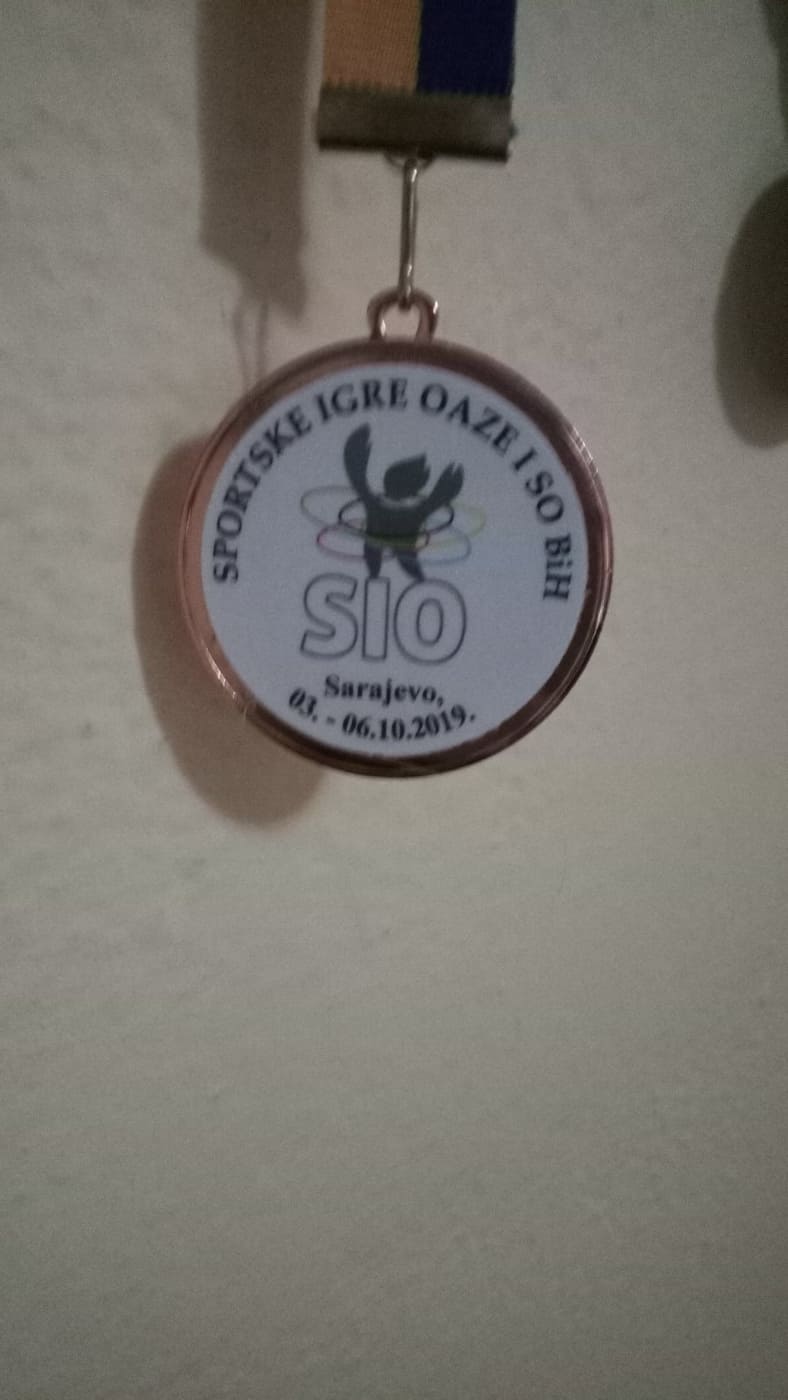 SPORTSKE IGRE OAZE I SO BiH
SIO
Sarajevo,
03. - 06.10.2019.